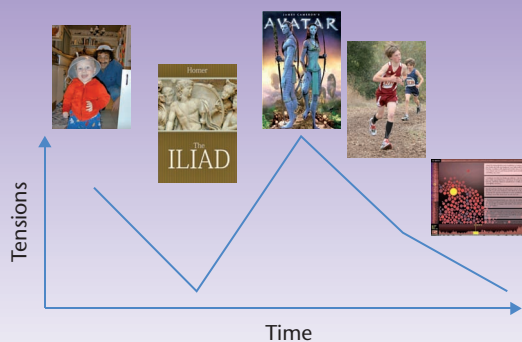 JAMES CAMERON'S
AVATAR
Homer
The
ILIAD
Tensions
Time